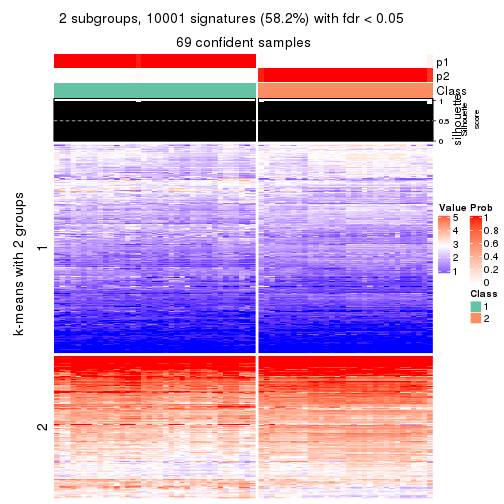 2 subgroups, 10001 signatures (58.2%) with fdr < 0.05
69 confident samples
p1
p2
Class
silhouette
Silhouette
score
1
0.5
0
k-means with 2 groups
1
2
Value
5
4
3
2
1
Prob
1
0.8
0.6
0.4
0.2
0
Class
1
2